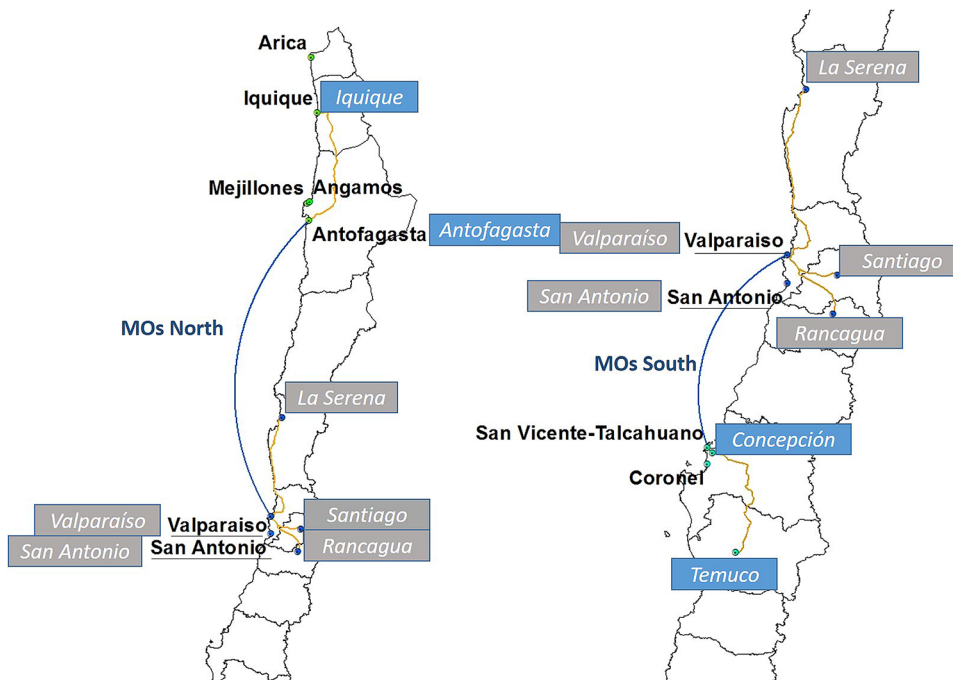 Arica
Iquique
Iquique
Mejillones
Angamos
Antofagasta
Antofagasta
MOs North
La Serena
Valparaíso
Valparaiso
Santiago
San Antonio
San Antonio
Rancagua
La Serena
Valparaíso
Valparaiso
Santiago
San Antonio
San Antonio
Rancagua
MOs South
San Vicente-Talcahuano
Concepción
Coronel
Temuco